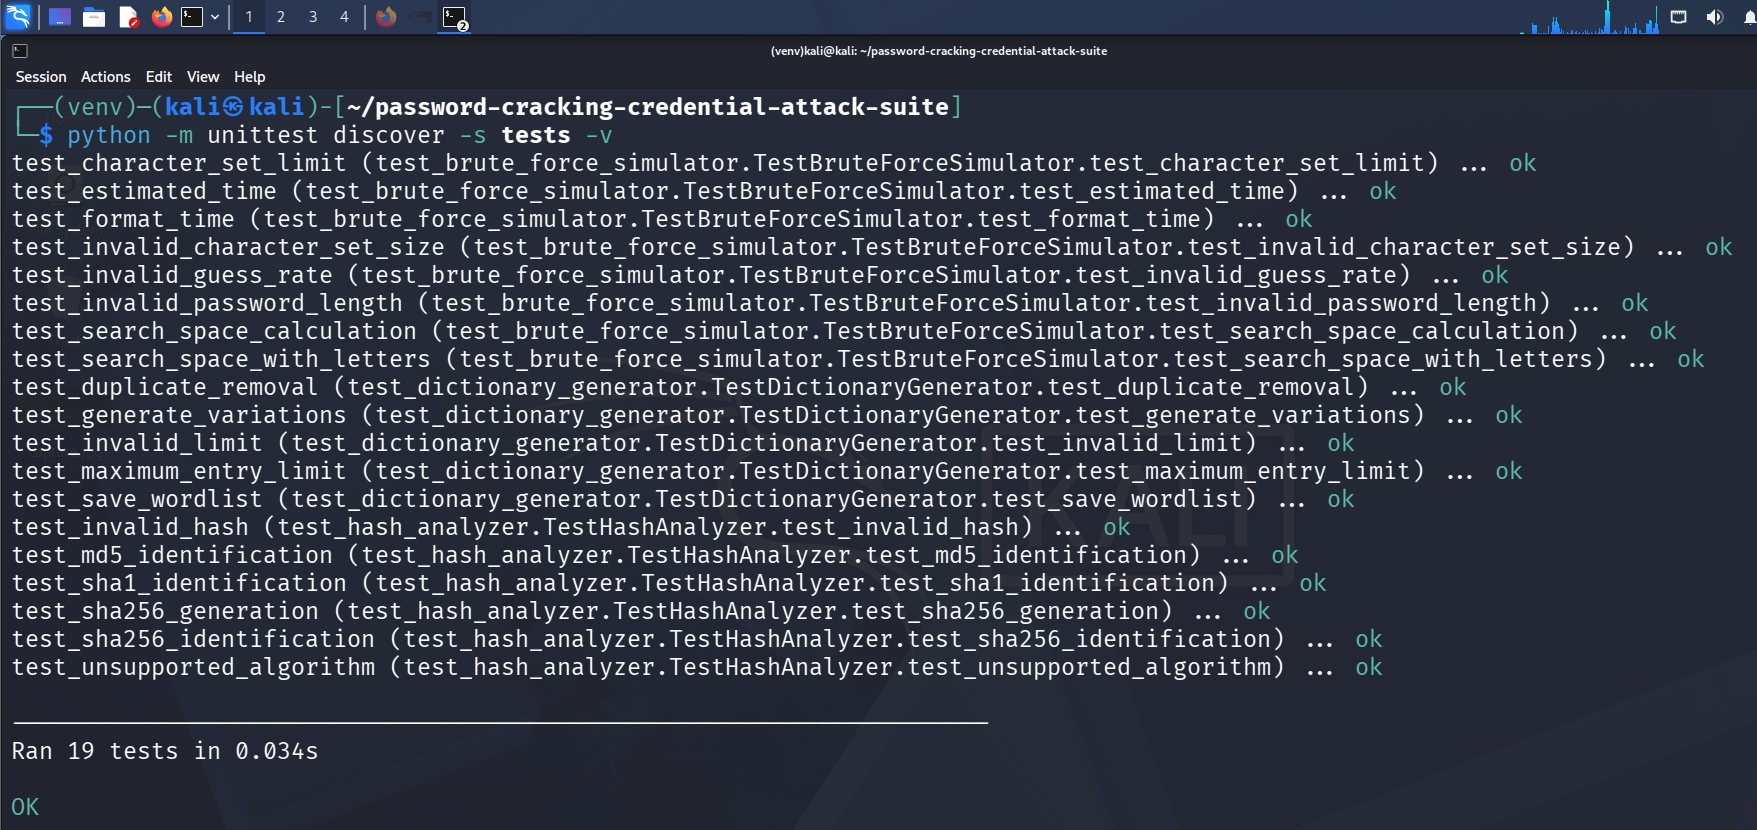 1 2 3 4
2
(venv)kali@kali: ~/password-cracking-credential-attack-suite
Session Actions Edit View Help
┌──(venv)─(kali㉿kali)-[~/password-cracking-credential-attack-suite]
└─$ python -m unittest discover -s tests -v
test_character_set_limit (test_brute_force_simulator.TestBruteForceSimulator.test_character_set_limit) ... ok
test_estimated_time (test_brute_force_simulator.TestBruteForceSimulator.test_estimated_time) ... ok
test_format_time (test_brute_force_simulator.TestBruteForceSimulator.test_format_time) ... ok
test_invalid_character_set_size (test_brute_force_simulator.TestBruteForceSimulator.test_invalid_character_set_size) ... ok
test_invalid_guess_rate (test_brute_force_simulator.TestBruteForceSimulator.test_invalid_guess_rate) ... ok
test_invalid_password_length (test_brute_force_simulator.TestBruteForceSimulator.test_invalid_password_length) ... ok
test_search_space_calculation (test_brute_force_simulator.TestBruteForceSimulator.test_search_space_calculation) ... ok
test_search_space_with_letters (test_brute_force_simulator.TestBruteForceSimulator.test_search_space_with_letters) ... ok
test_duplicate_removal (test_dictionary_generator.TestDictionaryGenerator.test_duplicate_removal) ... ok
test_generate_variations (test_dictionary_generator.TestDictionaryGenerator.test_generate_variations) ... ok
test_invalid_limit (test_dictionary_generator.TestDictionaryGenerator.test_invalid_limit) ... ok
test_maximum_entry_limit (test_dictionary_generator.TestDictionaryGenerator.test_maximum_entry_limit) ... ok
test_save_wordlist (test_dictionary_generator.TestDictionaryGenerator.test_save_wordlist) ... ok
test_invalid_hash (test_hash_analyzer.TestHashAnalyzer.test_invalid_hash) ... ok
test_md5_identification (test_hash_analyzer.TestHashAnalyzer.test_md5_identification) ... ok
test_sha1_identification (test_hash_analyzer.TestHashAnalyzer.test_sha1_identification) ... ok
test_sha256_generation (test_hash_analyzer.TestHashAnalyzer.test_sha256_generation) ... ok
test_sha256_identification (test_hash_analyzer.TestHashAnalyzer.test_sha256_identification) ... ok
test_unsupported_algorithm (test_hash_analyzer.TestHashAnalyzer.test_unsupported_algorithm) ... ok
----------------------------------------------------------------------
Ran 19 tests in 0.034s
OK
KALI